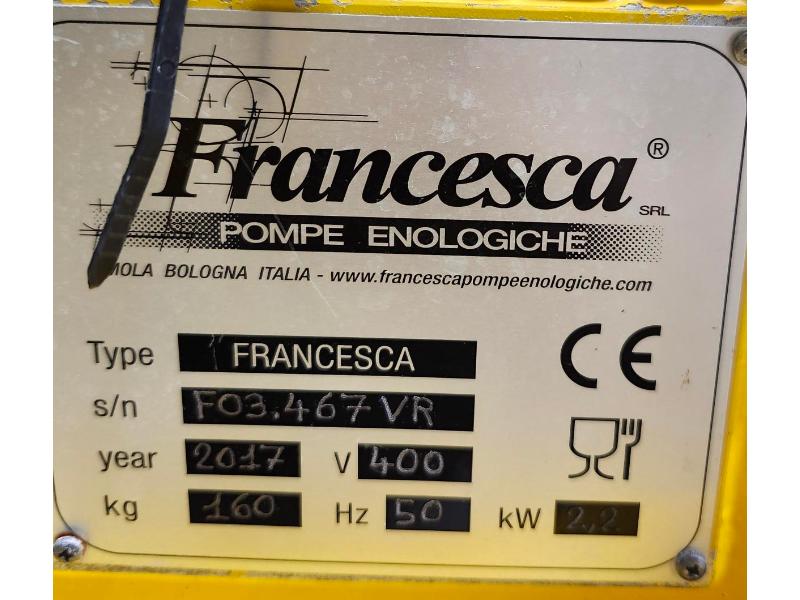 Francesca ®
SRL
POMPE ENOLOGICHE
MOLA BOLOGNA ITALIA - www.francescapompeenologiche.com
Type FRANCESCA
CE
s/n F03.467VR
year 2017 V 400
kg 160 Hz 50 kW 2,2